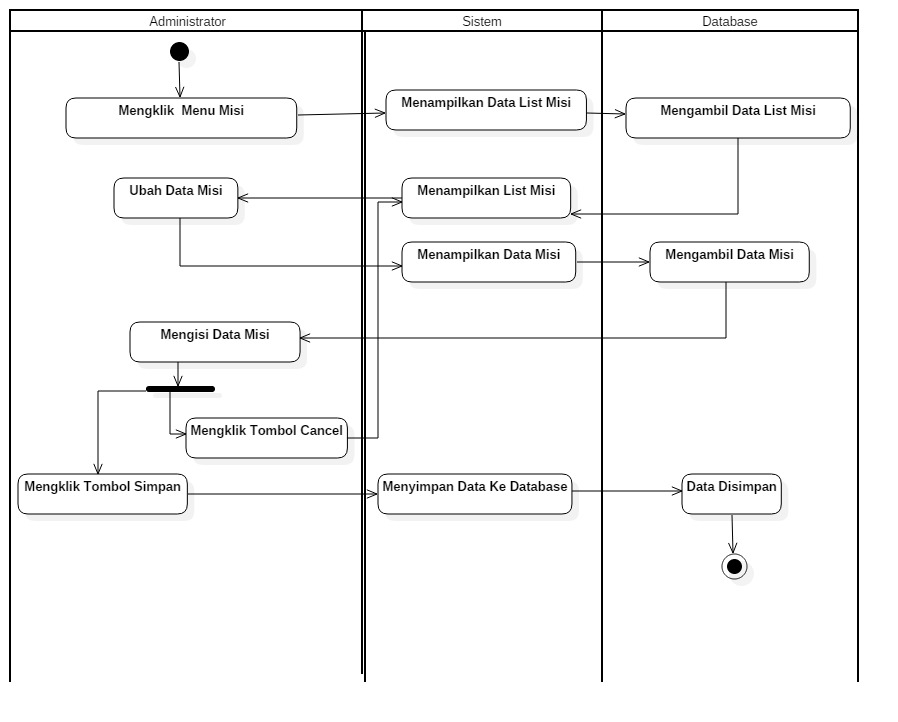 Administrator
Sistem
Database
Mengklik  Menu Misi
Menampilkan Data List Misi
Mengambil Data List Misi
Ubah Data Misi
Menampilkan List Misi
Menampilkan Data Misi
Mengambil Data Misi
Mengisi Data Misi
Mengklik Tombol Cancel
Mengklik Tombol Simpan
Menyimpan Data Ke Database
Data Disimpan